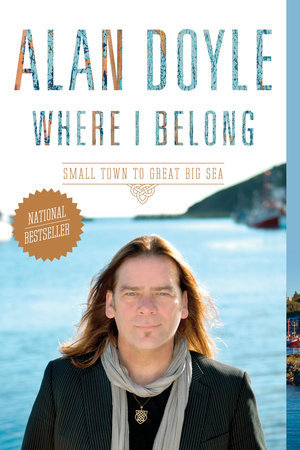 ALAN DOYLE
WHERE I BELONG
SMALL TOWN TO GREAT BIG SEA
NATIONAL
BESTSELLER